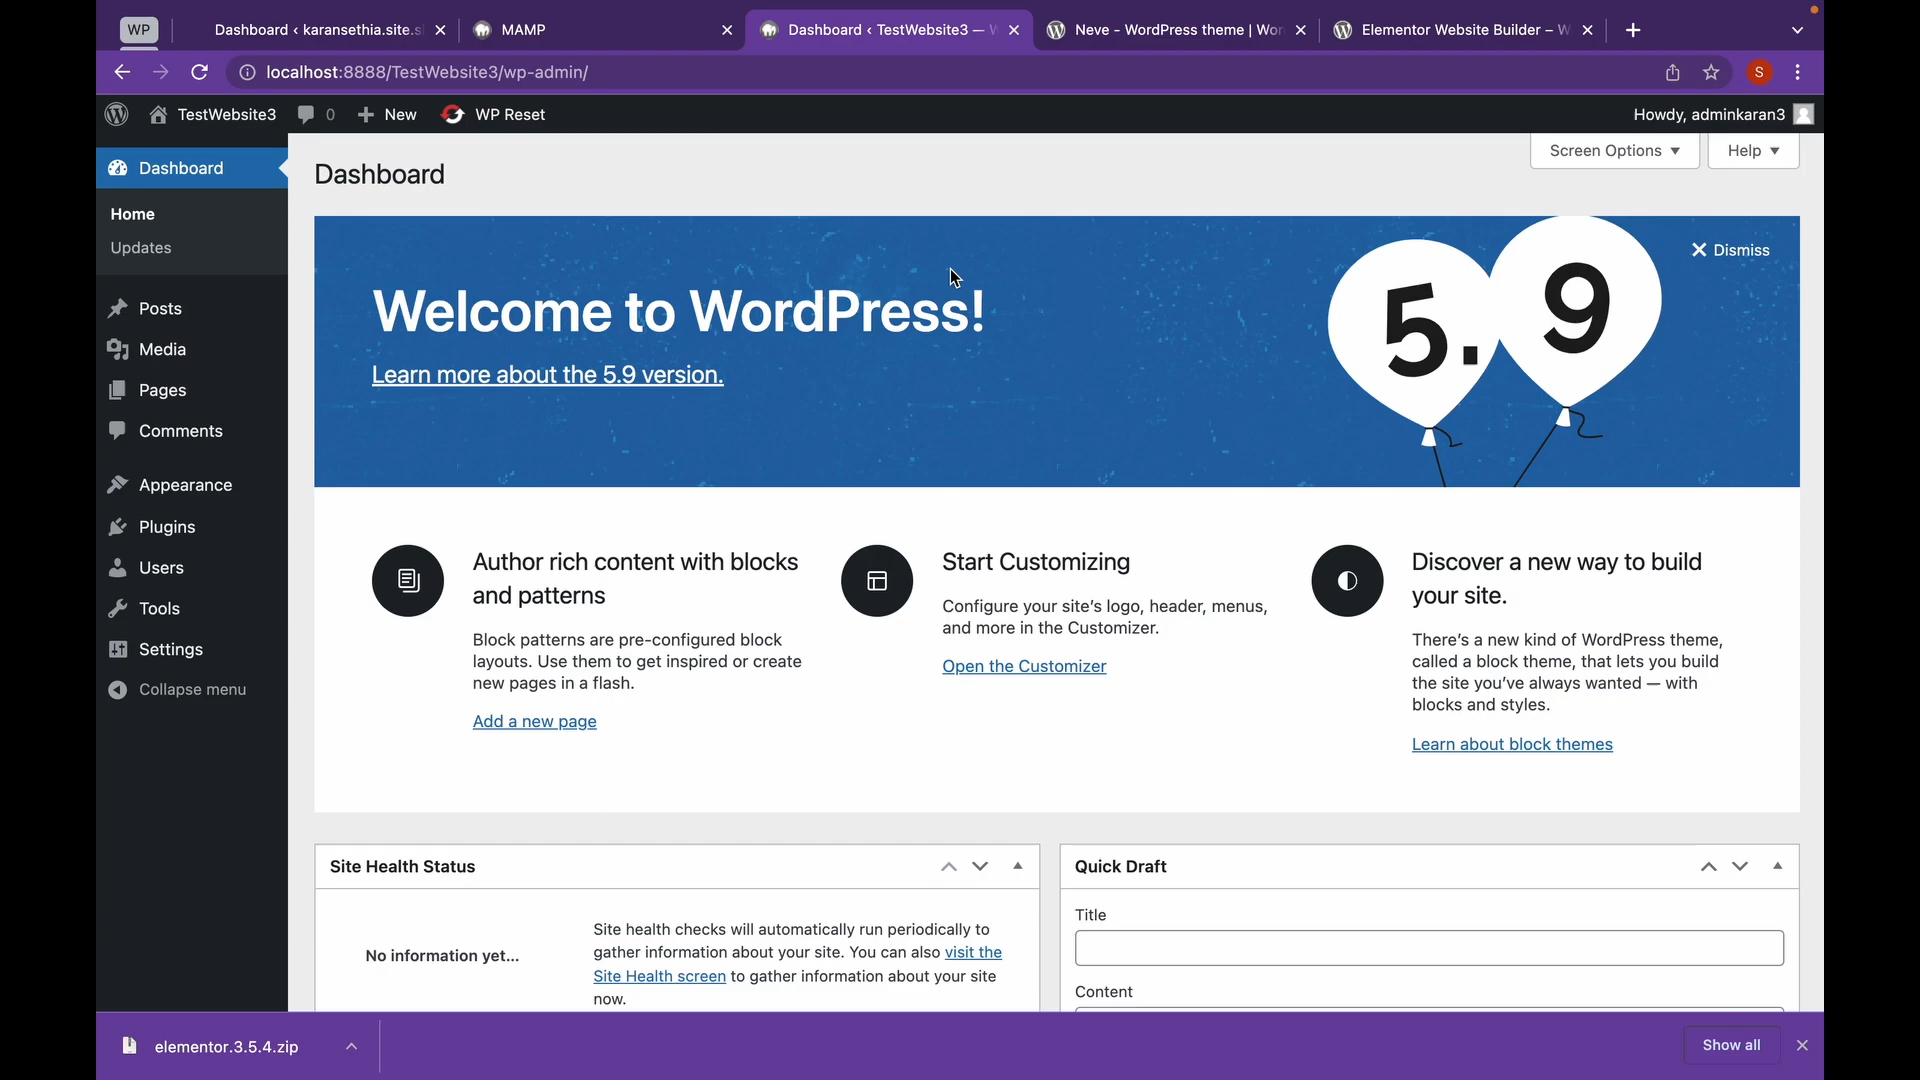 WP
Dashboard ‹ karansethia.site.s
MAMP
Dashboard ‹ TestWebsite3 — W
Neve - WordPress theme | Wor
Elementor Website Builder – W
localhost:8888/TestWebsite3/wp-admin/
S
TestWebsite3
0
New
WP Reset
Howdy, adminkaran3
Dashboard
Home
Updates
Posts
Media
Pages
Comments
Appearance
Plugins
Users
Tools
Settings
Collapse menu
Dashboard
Screen Options
Help
Welcome to WordPress!
Learn more about the 5.9 version.
5.9
Dismiss
Author rich content with blocks
and patterns
Block patterns are pre-configured block
layouts. Use them to get inspired or create
new pages in a flash.
Add a new page
Start Customizing
Configure your site’s logo, header, menus,
and more in the Customizer.
Open the Customizer
Discover a new way to build
your site.
There’s a new kind of WordPress theme,
called a block theme, that lets you build
the site you’ve always wanted — with
blocks and styles.
Learn about block themes
Site Health Status
No information yet...
Site health checks will automatically run periodically to
gather information about your site. You can also visit the
Site Health screen to gather information about your site
now.
Quick Draft
Title
Content
elementor.3.5.4.zip
Show all